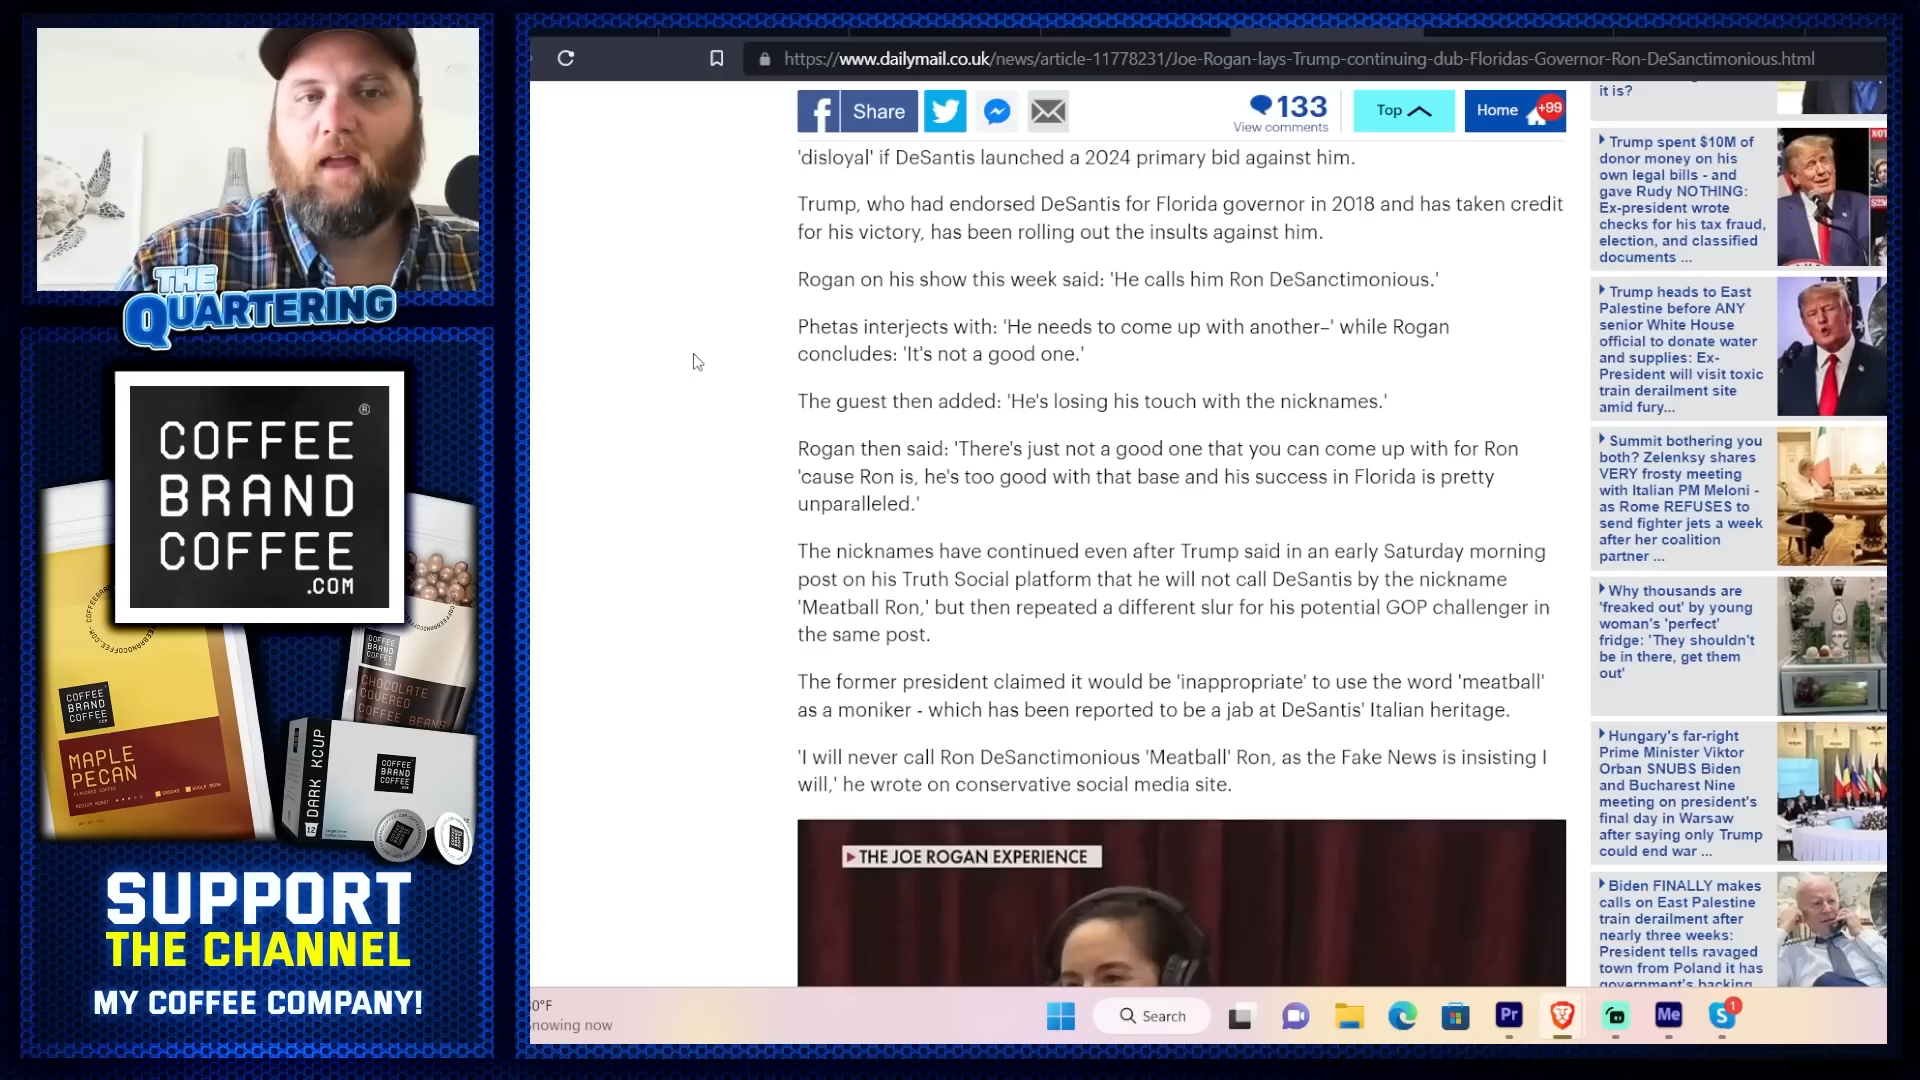 THE
QUARTERING
COFFEE
BRAND
COFFEE
.COM
®
COFFEE
BRAND
COFFEE
MAPLE
PECAN
COFFEE
BRAND
COFFEE
CHOCOLATE
COVERED
COFFEE BEANS
DARK KCUP
12
COFFEE
BRAND
COFFEE
SUPPORT
THE CHANNEL
MY COFFEE COMPANY!
https://www.dailymail.co.uk/news/article-11778231/Joe-Rogan-lays-Trump-continuing-dub-Floridas-Governor-Ron-DeSanctimonious.html
Share
133
View comments
Top
Home
+99
'disloyal' if DeSantis launched a 2024 primary bid against him.
Trump, who had endorsed DeSantis for Florida governor in 2018 and has taken credit
for his victory, has been rolling out the insults against him.
Rogan on his show this week said: 'He calls him Ron DeSanctimonious.'
Phetas interjects with: 'He needs to come up with another–' while Rogan
concludes: 'It's not a good one.'
The guest then added: 'He's losing his touch with the nicknames.'
Rogan then said: 'There's just not a good one that you can come up with for Ron
'cause Ron is, he's too good with that base and his success in Florida is pretty
unparalleled.'
The nicknames have continued even after Trump said in an early Saturday morning
post on his Truth Social platform that he will not call DeSantis by the nickname
'Meatball Ron,' but then repeated a different slur for his potential GOP challenger in
the same post.
The former president claimed it would be 'inappropriate' to use the word 'meatball'
as a moniker - which has been reported to be a jab at DeSantis' Italian heritage.
'I will never call Ron DeSanctimonious 'Meatball' Ron, as the Fake News is insisting I
will,' he wrote on conservative social media site.
THE JOE ROGAN EXPERIENCE
it is?
Trump spent $10M of
donor money on his
own legal bills - and
gave Rudy NOTHING:
Ex-president wrote
checks for his tax fraud,
election, and classified
documents ...
Trump heads to East
Palestine before ANY
senior White House
official to donate water
and supplies: Ex-
President will visit toxic
train derailment site
amid fury...
Summit bothering you
both? Zelenksy shares
VERY frosty meeting
with Italian PM Meloni -
as Rome REFUSES to
send fighter jets a week
after her coalition
partner ...
Why thousands are
'freaked out' by young
woman's 'perfect'
fridge: 'They shouldn't
be in there, get them
out'
Hungary's far-right
Prime Minister Viktor
Orban SNUBS Biden
and Bucharest Nine
meeting on president's
final day in Warsaw
after saying only Trump
could end war ...
Biden FINALLY makes
calls on East Palestine
train derailment after
nearly three weeks:
President tells ravaged
town from Poland it has
government's backing
0°F
nowing now
Search
Pr
Me
S
1